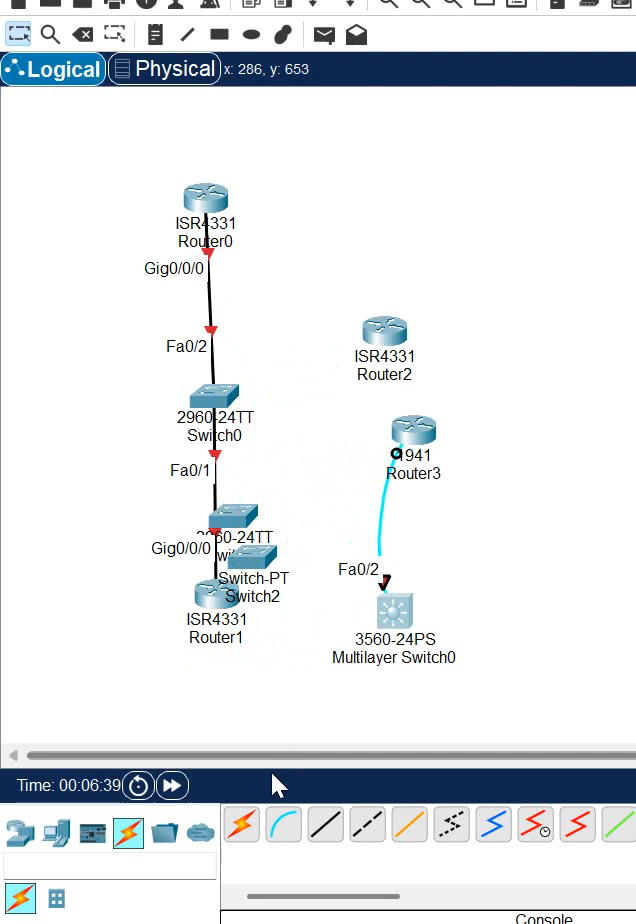 Logical
Physical
x: 286, y: 653
ISR4331
Router0
Gig0/0/0
Fa0/2
ISR4331
Router2
2960-24TT
Switch0
1941
Router3
Fa0/1
Gig0/0/0
Fa0/2
Switch-PT
Switch2
ISR4331
Router1
3560-24PS
Multilayer Switch0
Time: 00:06:39
Console